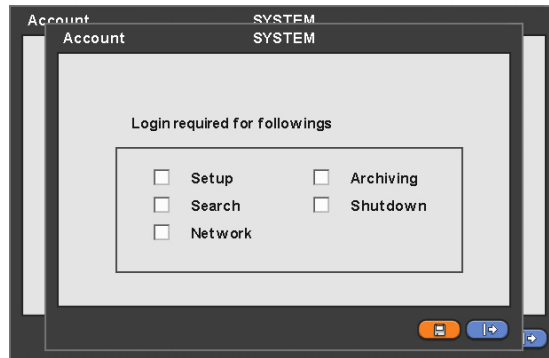 Account SYSTEM
Account SYSTEM
Login required for followings
Setup Archiving
Search Shutdown
Network